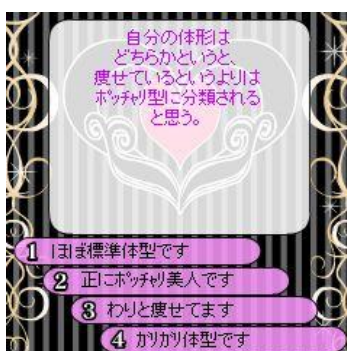 自分の体形は
どちらかというと、
痩せているというよりは
ポッチャリ型に分類される
と思う。
1 ほぼ標準体型です
2 正にポッチャリ美人です
3 わりと痩せてます
4 カリカリ体型です